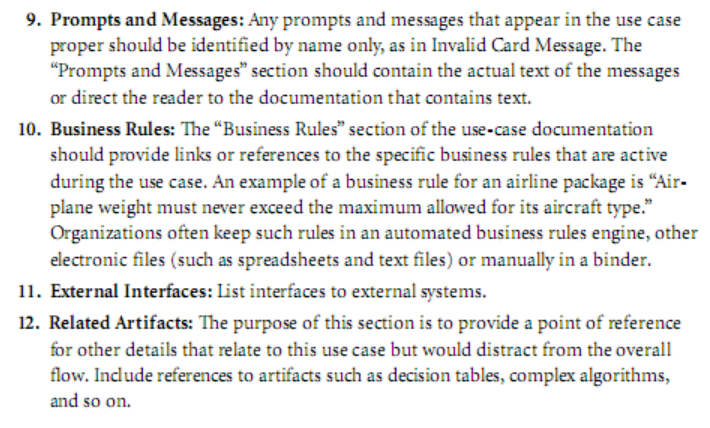 9. Prompts and Messages: Any prompts and messages that appear in the use case
proper should be identified by name only, as in Invalid Card Message. The
“Prompts and Messages” section should contain the actual text of the messages
or direct the reader to the documentation that contains text.
10. Business Rules: The “Business Rules” section of the use-case documentation
should provide links or references to the specific business rules that are active
during the use case. An example of a business rule for an airline package is “Air-
plane weight must never exceed the maximum allowed for its aircraft type.”
Organizations often keep such rules in an automated business rules engine, other
electronic files (such as spreadsheets and text files) or manually in a binder.
11. External Interfaces: List interfaces to external systems.
12. Related Artifacts: The purpose of this section is to provide a point of reference
for other details that relate to this use case but would distract from the overall
flow. Include references to artifacts such as decision tables, complex algorithms,
and so on.